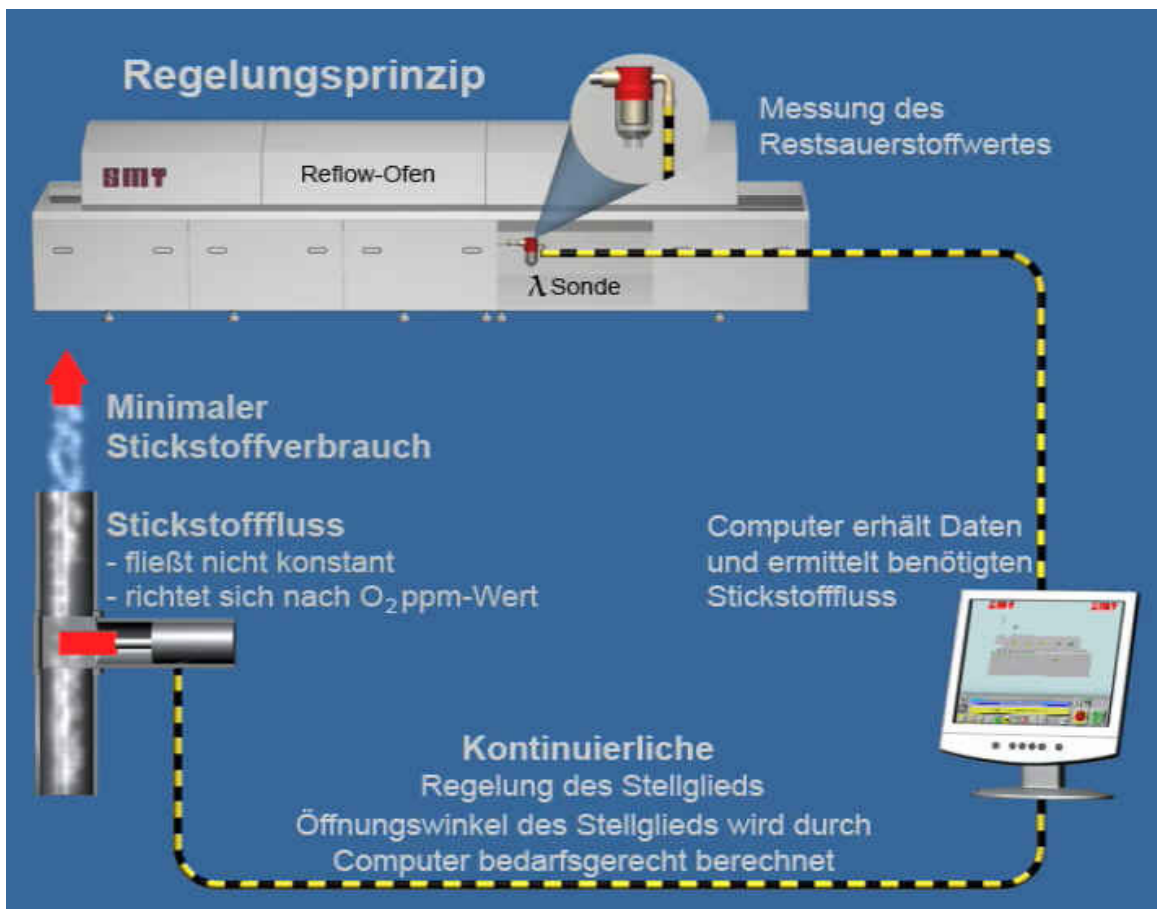 Regelungsprinzip
Messung des
Restsauerstoffwertes
SMT
Reflow-Ofen
λ Sonde
Minimaler
Stickstoffverbrauch
Stickstofffluss
- fließt nicht konstant
- richtet sich nach O₂ppm-Wert
Computer erhält Daten
und ermittelt benötigten
Stickstofffluss
SMT SMT
Kontinuierliche
Regelung des Stellglieds
Öffnungswinkel des Stellglieds wird durch
Computer bedarfsgerecht berechnet